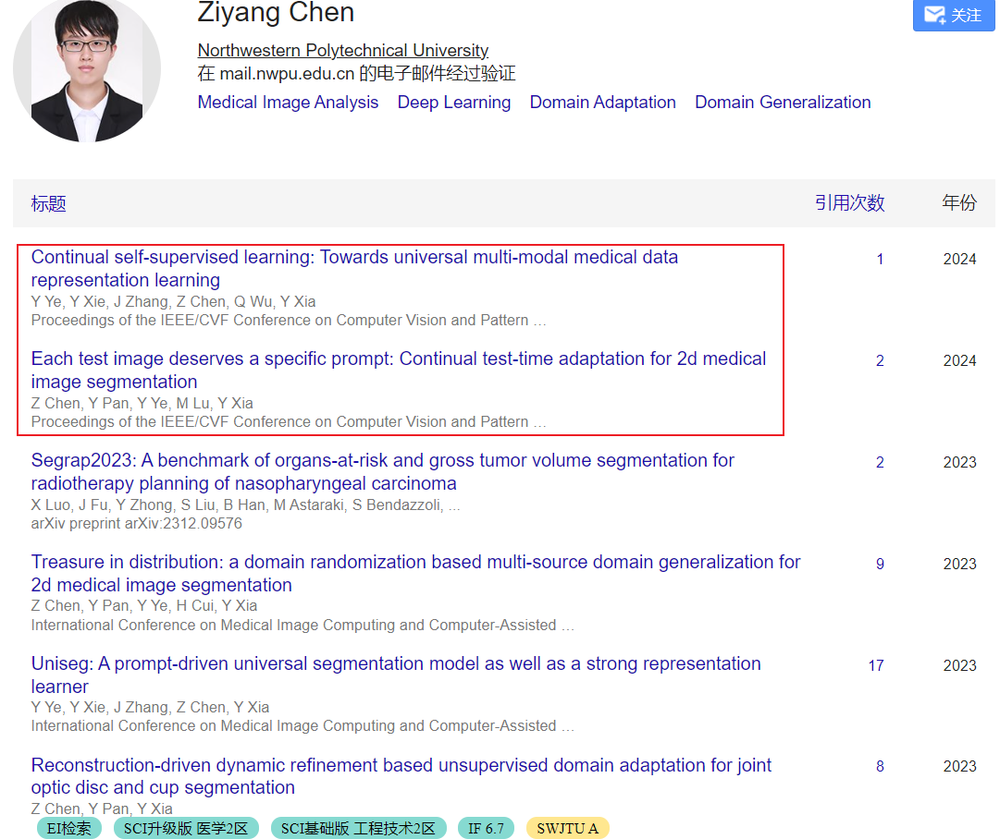 Ziyang Chen
关注
Northwestern Polytechnical University
在 mail.nwpu.edu.cn 的电子邮件经过验证
Medical Image Analysis Deep Learning Domain Adaptation Domain Generalization
标题 引用次数 年份
Continual self-supervised learning: Towards universal multi-modal medical data 1 2024
representation learning
Y Ye, Y Xie, J Zhang, Z Chen, Q Wu, Y Xia
Proceedings of the IEEE/CVF Conference on Computer Vision and Pattern …
Each test image deserves a specific prompt: Continual test-time adaptation for 2d medical 2 2024
image segmentation
Z Chen, Y Pan, Y Ye, M Lu, Y Xia
Proceedings of the IEEE/CVF Conference on Computer Vision and Pattern …
Segrap2023: A benchmark of organs-at-risk and gross tumor volume segmentation for 2 2023
radiotherapy planning of nasopharyngeal carcinoma
X Luo, J Fu, Y Zhong, S Liu, B Han, M Astaraki, S Bendazzoli, ...
arXiv preprint arXiv:2312.09576
Treasure in distribution: a domain randomization based multi-source domain generalization for 9 2023
2d medical image segmentation
Z Chen, Y Pan, Y Ye, H Cui, Y Xia
International Conference on Medical Image Computing and Computer-Assisted …
Uniseg: A prompt-driven universal segmentation model as well as a strong representation 17 2023
learner
Y Ye, Y Xie, J Zhang, Z Chen, Y Xia
International Conference on Medical Image Computing and Computer-Assisted …
Reconstruction-driven dynamic refinement based unsupervised domain adaptation for joint 8 2023
optic disc and cup segmentation
Z Chen, Y Pan, Y Xia
EI检索 SCI升级版 医学2区 SCI基础版 工程技术2区 IF 6.7 SWJTU A